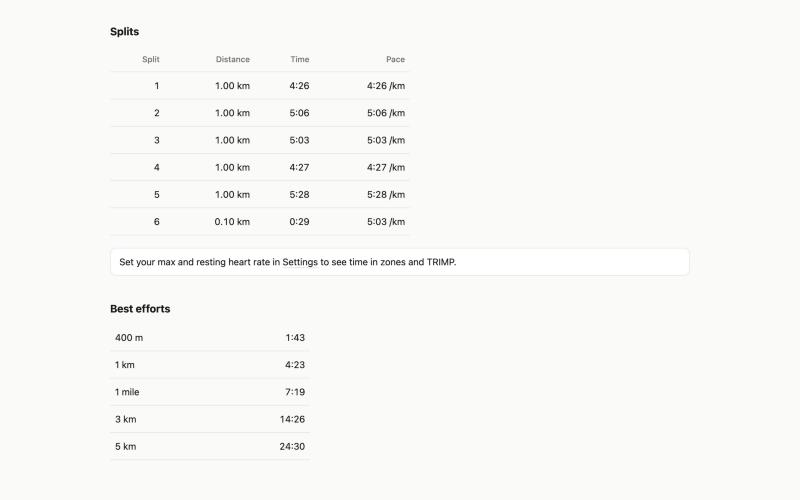 Splits
Split Distance Time Pace
1 1.00 km 4:26 4:26 /km
2 1.00 km 5:06 5:06 /km
3 1.00 km 5:03 5:03 /km
4 1.00 km 4:27 4:27 /km
5 1.00 km 5:28 5:28 /km
6 0.10 km 0:29 5:03 /km
Set your max and resting heart rate in Settings to see time in zones and TRIMP.
Best efforts
400 m 1:43
1 km 4:23
1 mile 7:19
3 km 14:26
5 km 24:30